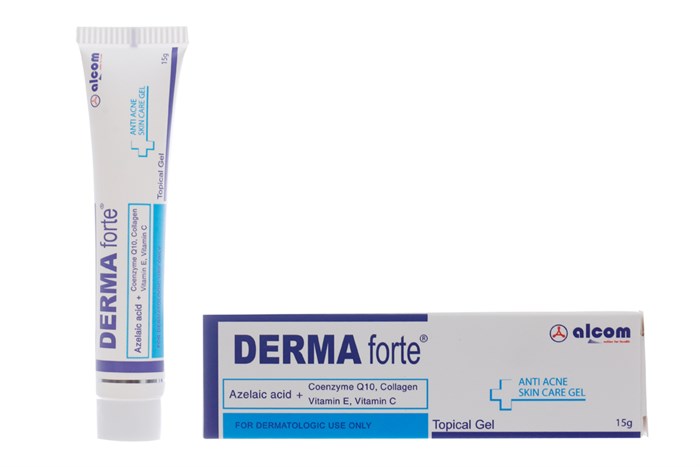 alcom
15g
ANTI ACNE
SKIN CARE GEL
Topical Gel
DERMA forte®
Azelaic acid + Coenzyme Q10, Collagen
Vitamin E, Vitamin C
DERMA forte®
Azelaic acid + Coenzyme Q10, Collagen
Vitamin E, Vitamin C
FOR DERMATOLOGIC USE ONLY
alcom
ANTI ACNE
SKIN CARE GEL
Topical Gel
15g